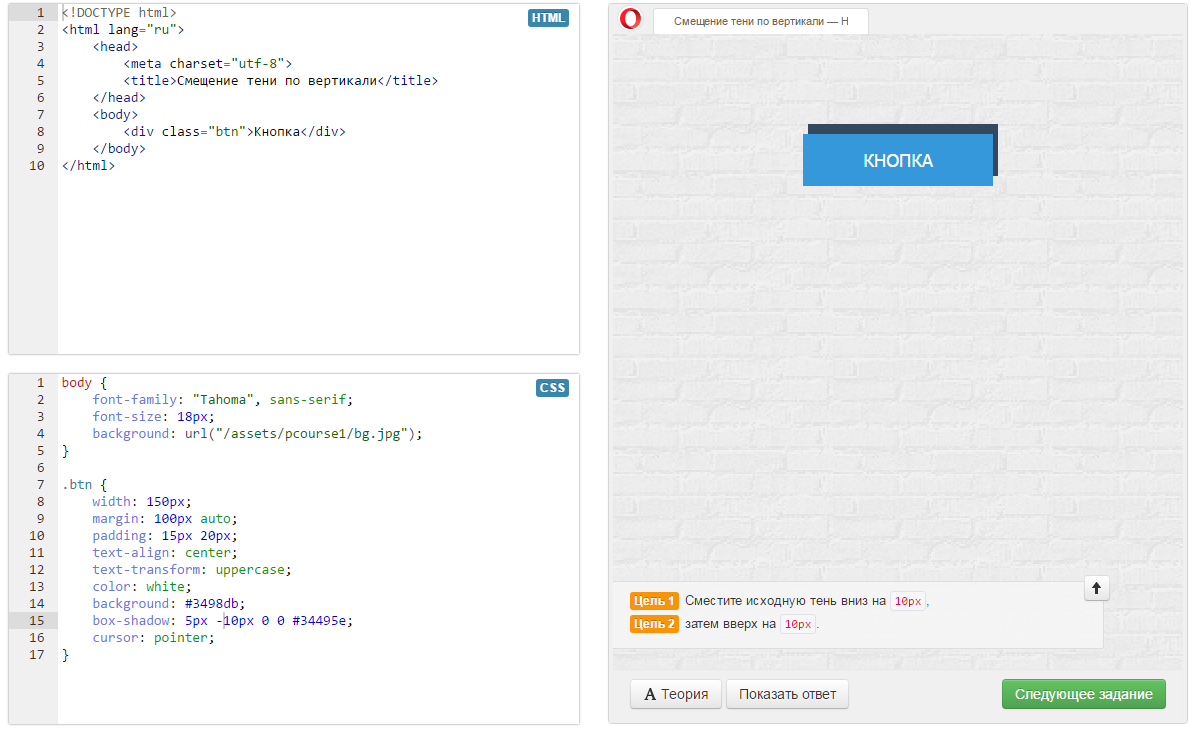 1 <!DOCTYPE html>
2 <html lang="ru">
3 <head>
4 <meta charset="utf-8">
5 <title>Смещение тени по вертикали</title>
6 </head>
7 <body>
8 <div class="btn">Кнопка</div>
9 </body>
10 </html>
HTML
1 body {
2 font-family: "Tahoma", sans-serif;
3 font-size: 18px;
4 background: url("/assets/pcourse1/bg.jpg");
5 }
6
7 .btn {
8 width: 150px;
9 margin: 100px auto;
10 padding: 15px 20px;
11 text-align: center;
12 text-transform: uppercase;
13 color: white;
14 background: #3498db;
15 box-shadow: 5px -10px 0 0 #34495e;
16 cursor: pointer;
17 }
CSS
Смещение тени по вертикали — H
КНОПКА
Цель 1 Сместите исходную тень вниз на 10px,
Цель 2 затем вверх на 10px.
A Теория
Показать ответ
Следующее задание